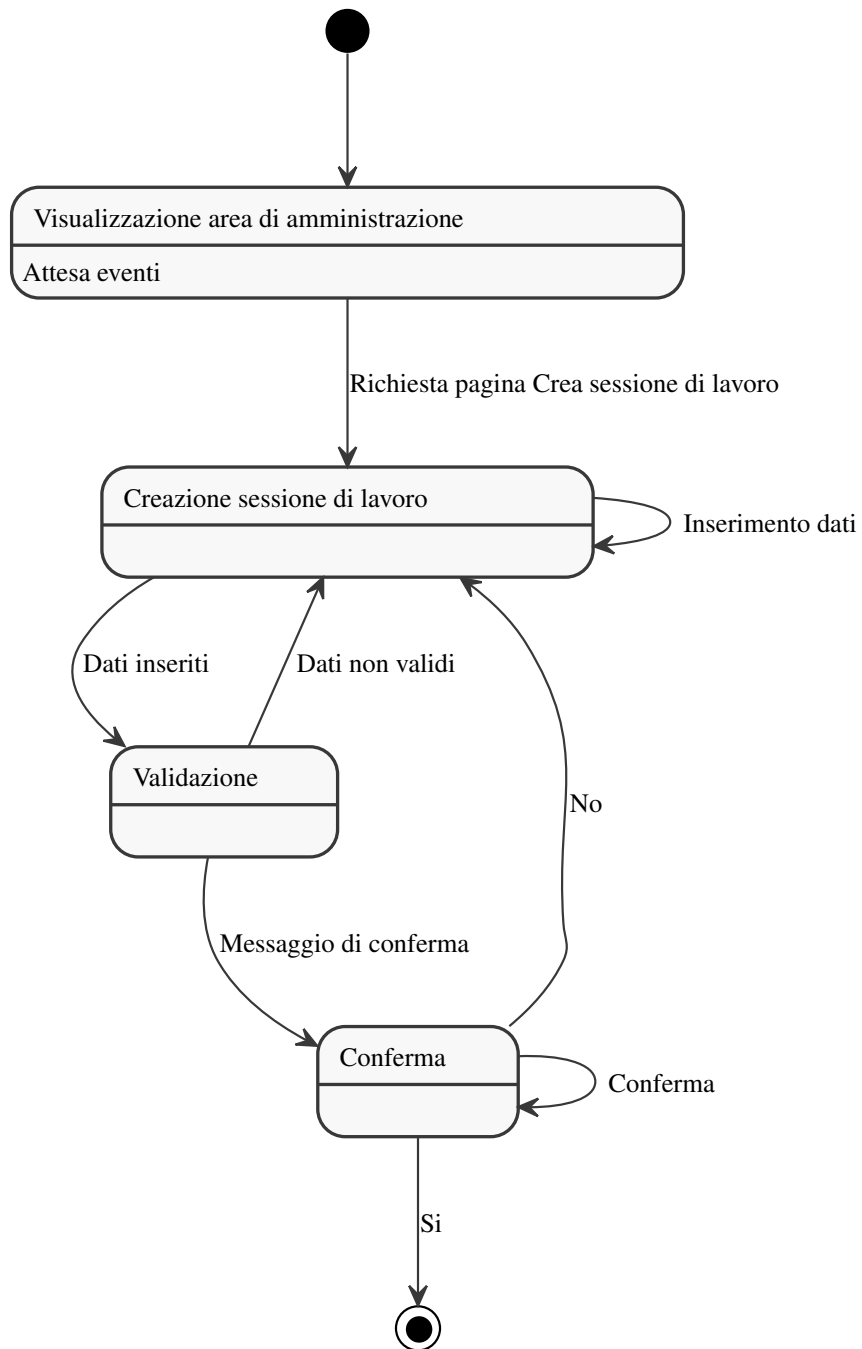 Visualizzazione area di amministrazione
Attesa eventi
Richiesta pagina Crea sessione di lavoro
Creazione sessione di lavoro
Inserimento dati
Dati inseriti
Dati non validi
Validazione
No
Messaggio di conferma
Conferma
Conferma
Si